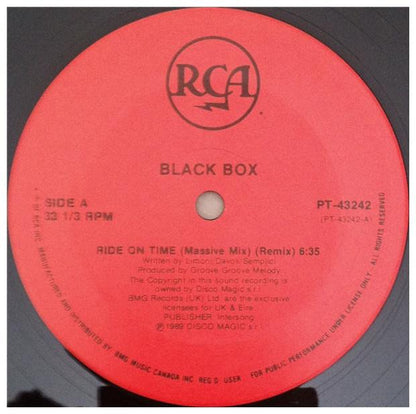 RCA
BLACK BOX
SIDE A
33 1/3 RPM
PT-43242
(PT-43242-A)
RIDE ON TIME (Massive Mix) (Remix) 6:35
Written by Limoni Davoli Semplici
Produced by Groove Groove Melody
The Copyright in this sound recording is
owned by Disco Magic s.r.l.
BMG Records (UK) Ltd. are the exclusive
licensees for UK & Eire
PUBLISHER: Intersong
℗1989 DISCO MAGIC s.r.l.
MANUFACTURED AND DISTRIBUTED BY BMG MUSIC CANADA INC. REG'D USER. FOR PROMOTIONAL USE ONLY. ALL PUBLIC PERFORMANCE UNDER RIGHTS RESERVED